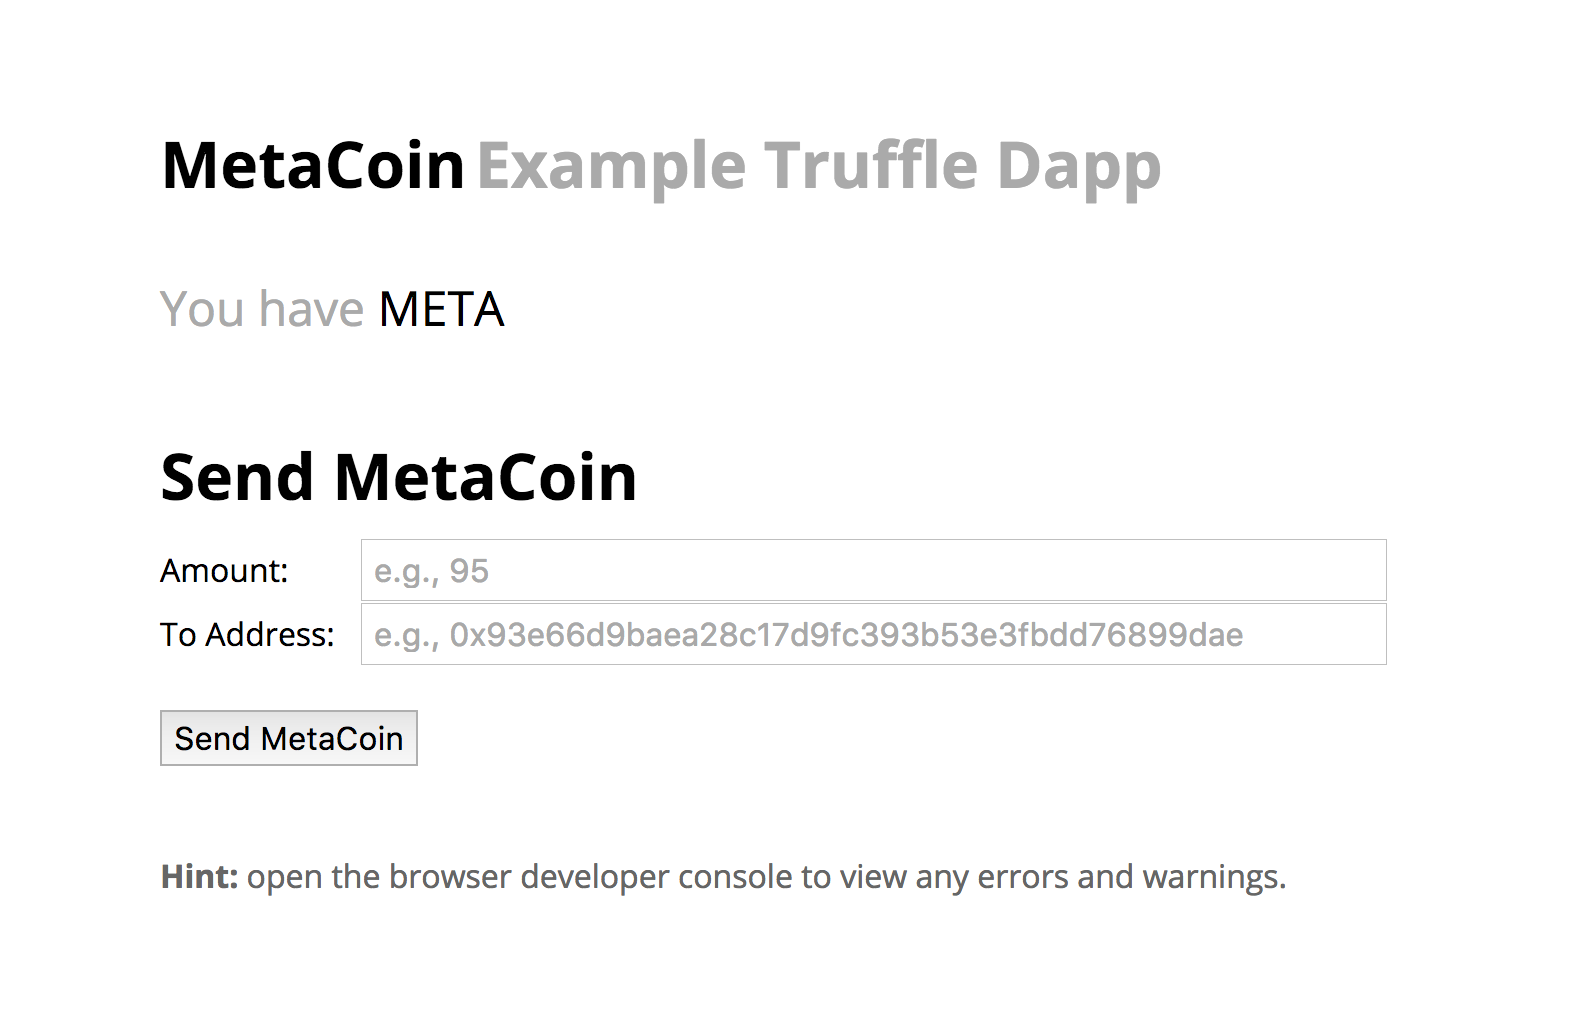 MetaCoin Example Truffle Dapp
You have META
Send MetaCoin
Amount: e.g., 95
To Address: e.g., 0x93e66d9baea28c17d9fc393b53e3fbdd76899dae
Send MetaCoin
Hint: open the browser developer console to view any errors and warnings.